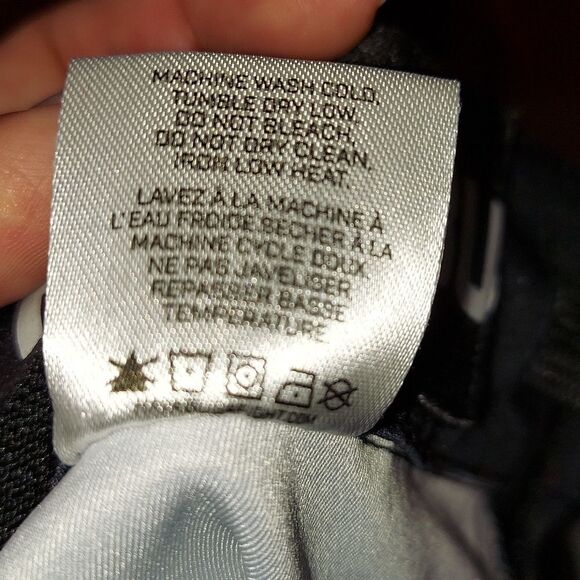 MACHINE WASH COLD.
TUMBLE DRY LOW.
DO NOT BLEACH.
DO NOT DRY CLEAN.
IRON LOW HEAT.
LAVEZ À LA MACHINE À
L'EAU FROIDE SECHER À LA
MACHINE CYCLE DOUX
NE PAS JAVELISER
REPASSER BASSE
TEMPERATURE